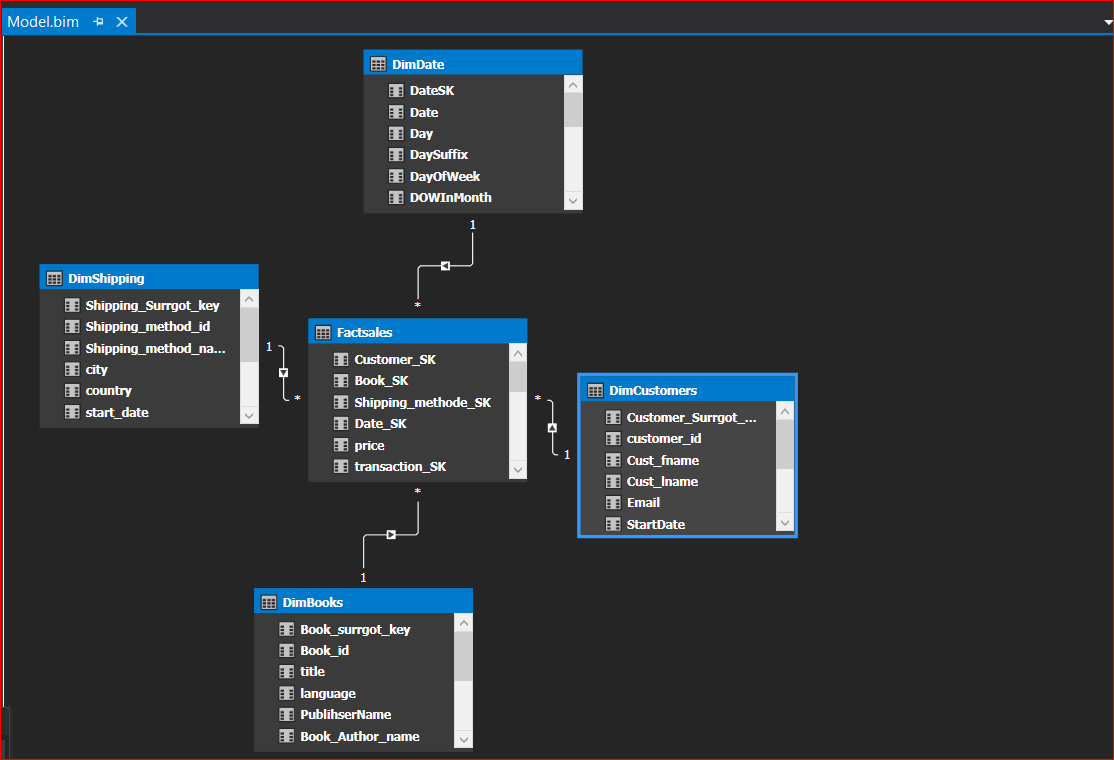 Model.bim
DimDate
DateSK
Date
Day
DaySuffix
DayOfWeek
DOWInMonth
1
*
DimShipping
Shipping_Surrgot_key
Shipping_method_id
Shipping_method_na...
city
country
start_date
1
*
Factsales
Customer_SK
Book_SK
Shipping_methode_SK
Date_SK
price
transaction_SK
*
1
DimCustomers
Customer_Surrgot_...
customer_id
Cust_fname
Cust_lname
Email
StartDate
*
1
DimBooks
Book_surrgot_key
Book_id
title
language
PublihserName
Book_Author_name